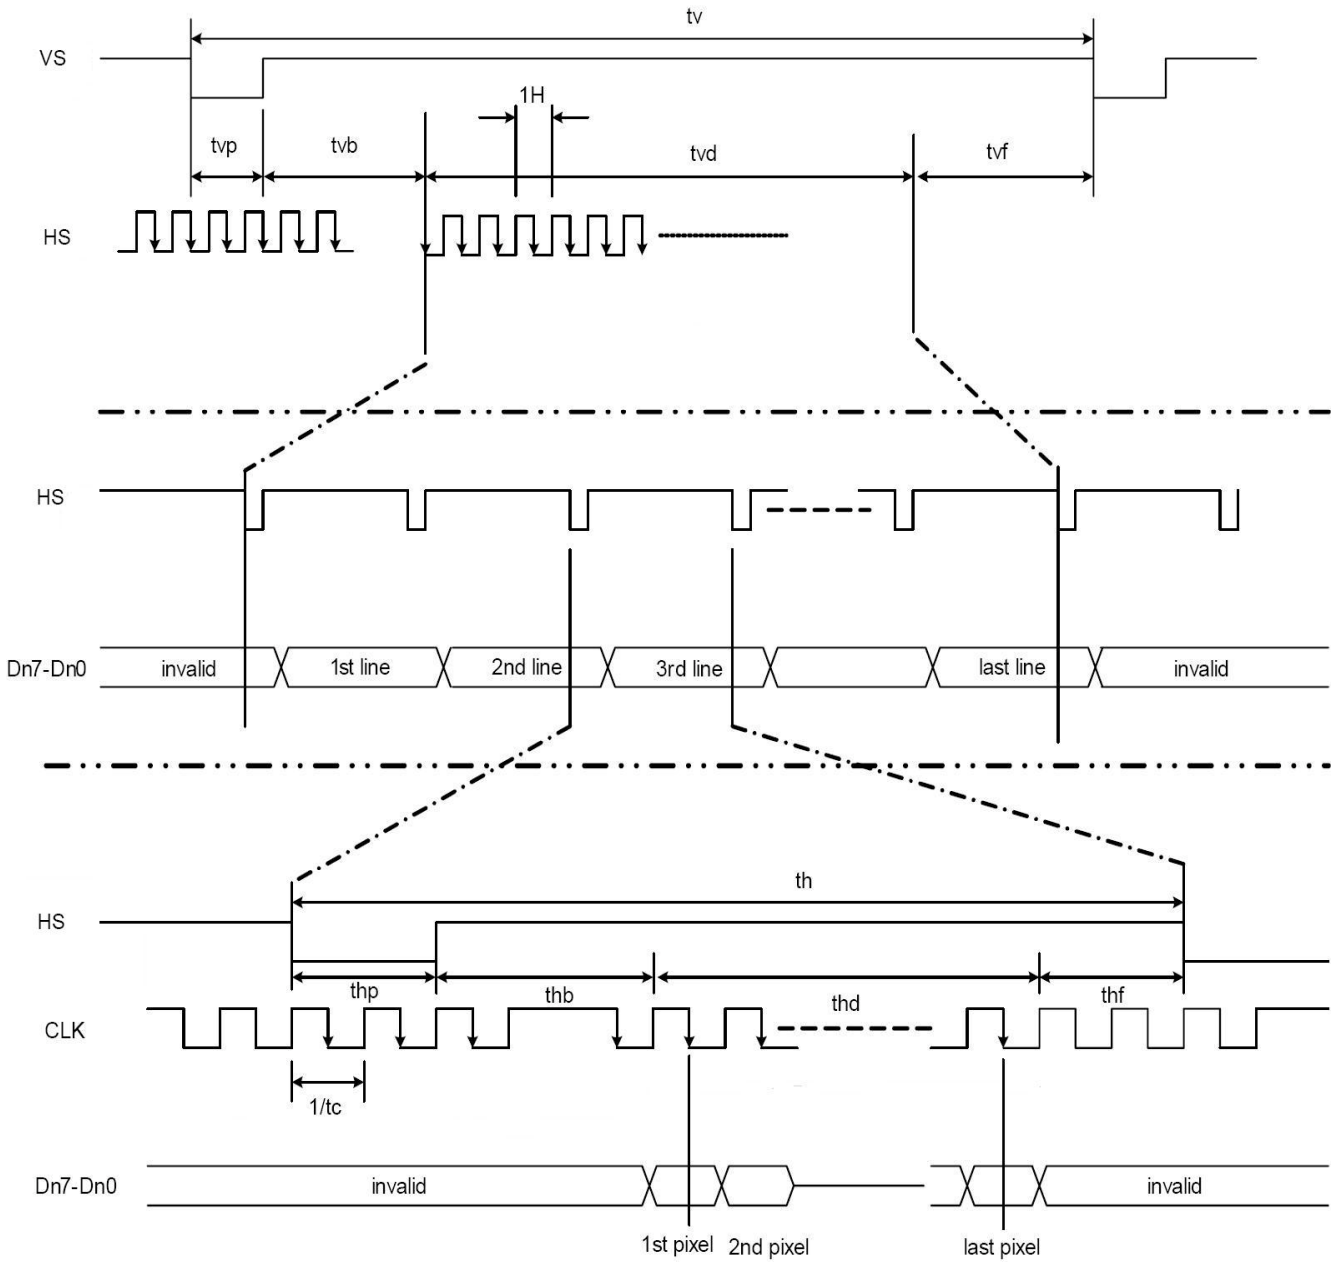 tv
VS
1H
tvp
tvb
tvd
tvf
HS
HS
Dn7-Dn0
invalid
1st line
2nd line
3rd line
last line
invalid
th
HS
thp
thb
thd
thf
CLK
1/tc
Dn7-Dn0
invalid
invalid
1st pixel
2nd pixel
last pixel